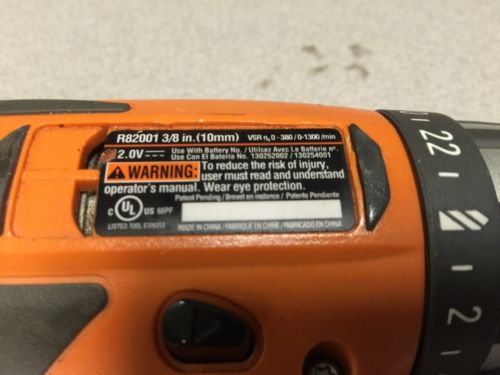 R82001 3/8 in.(10mm) VSR n₀ 0 - 380 / 0-1300 /min
2.0V Use With Battery No. / Utilisez Avec Le Batterie nº.
Use Con El Bateria No. 130252002 / 130254001
WARNING: To reduce the risk of injury,
user must read and understand
operator's manual. Wear eye protection.
Patent Pending / Brevet en instance / Patente Pendiente
c UL US 66PF
LISTED TOOL E206252
MADE IN CHINA / FABRIQUÉ EN CHINE / FABRICADO EN CHINA
22
2